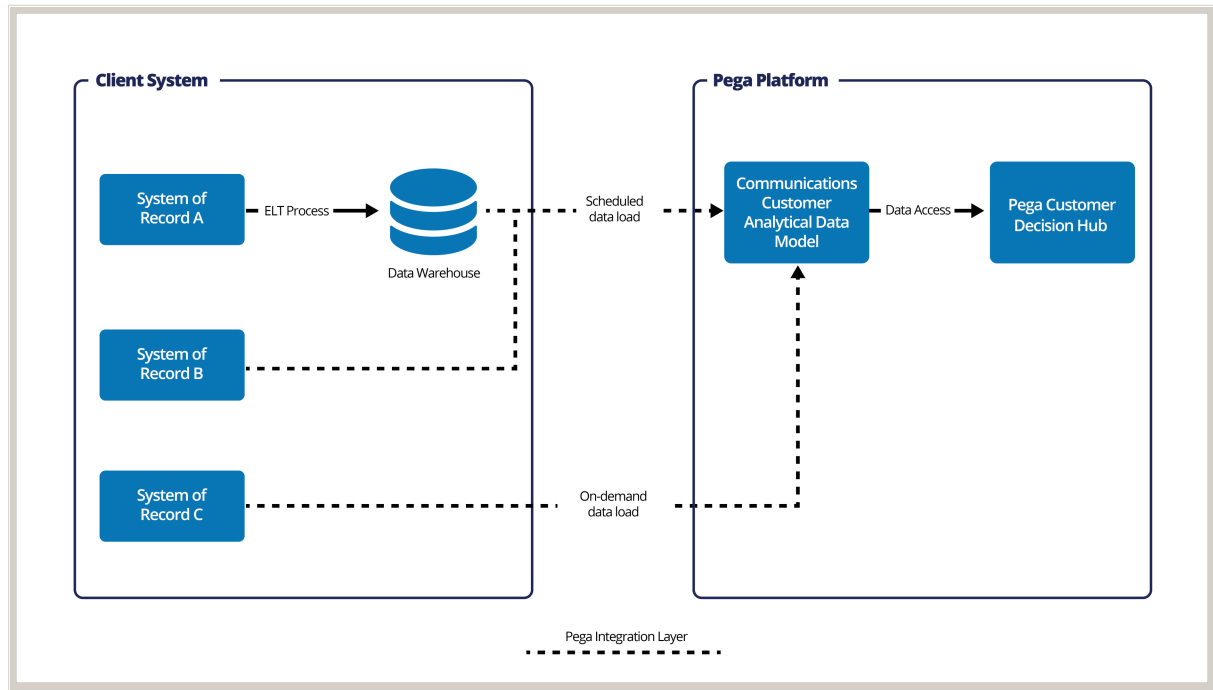 Client System
Pega Platform
System of
Record A
ELT Process
Data Warehouse
Scheduled
data load
Communications
Customer
Analytical Data
Model
Data Access
Pega Customer
Decision Hub
System of
Record B
System of
Record C
On-demand
data load
Pega Integration Layer